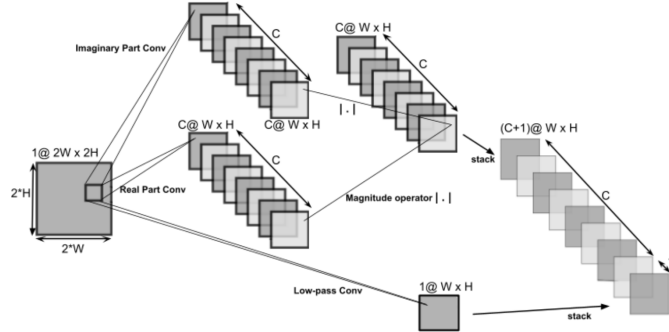 C@ W x H
Imaginary Part Conv
C
C@ W x H
C
| . |
C@ W x H
C@ W x H
(C+1)@ W x H
1@ 2W x 2H
C
stack
2*H
Real Part Conv
Magnitude operator | . |
C
2*W
1@ W x H
Low-pass Conv
stack